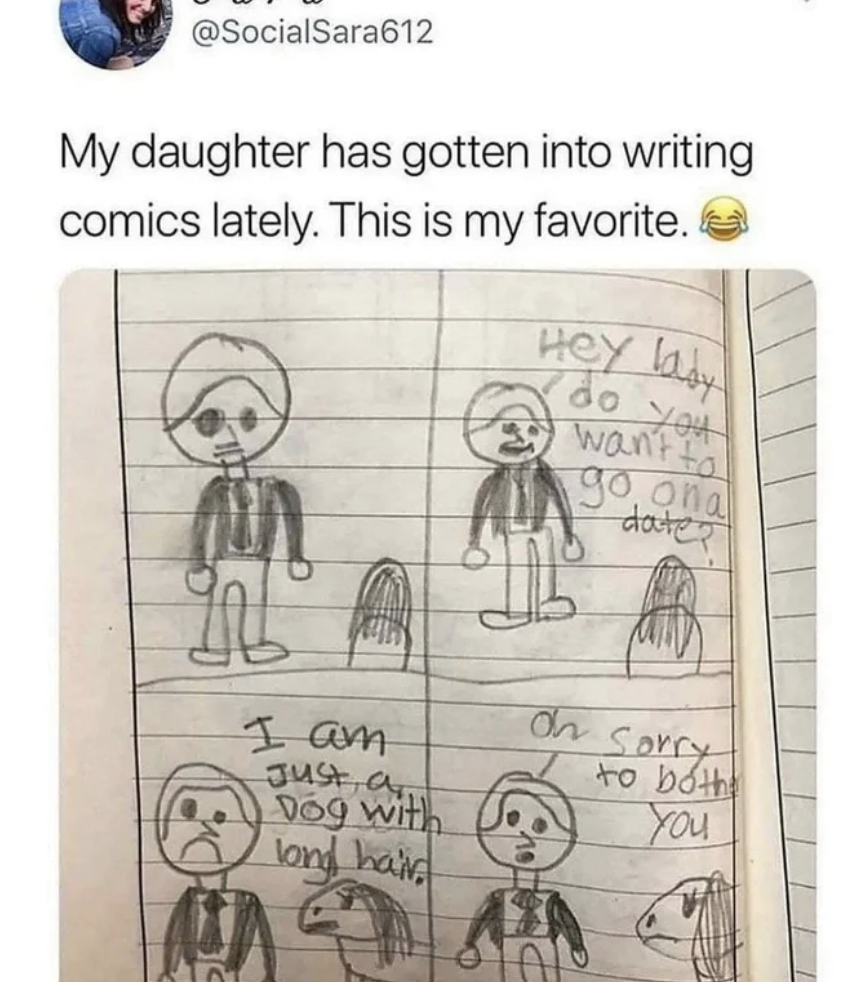 @SocialSara612
My daughter has gotten into writing
comics lately. This is my favorite. 😂
Hey lady
do you
want to
go on a
date?
I am
Just a
Dog with
long hair.
Oh Sorry
to bothe
you